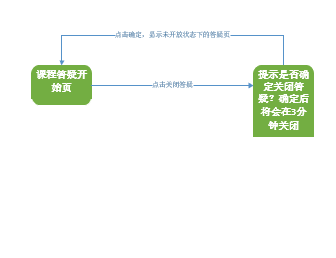 点击确定，显示未开放状态下的答疑页
课程答疑开
始页
点击关闭答疑
提示是否确
定关闭答
疑？确定后
将会在5分
钟关闭